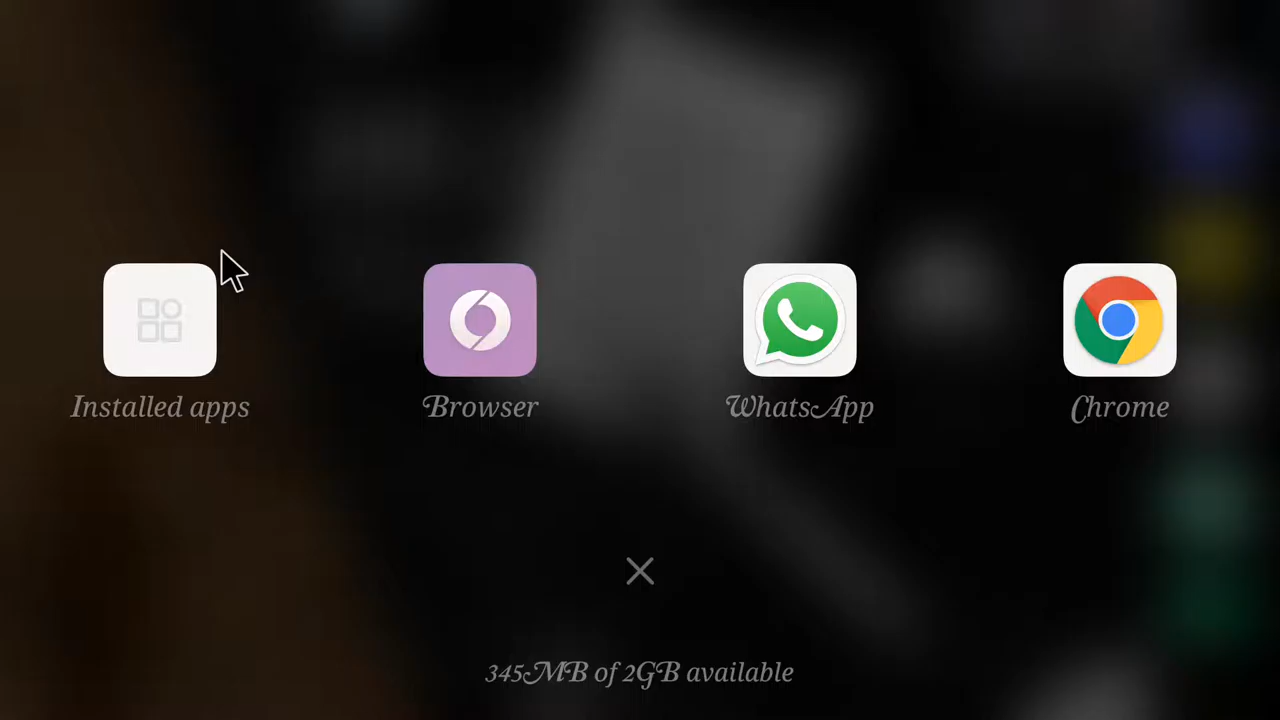 Installed apps
Browser
WhatsApp
Chrome
345MB of 2GB available